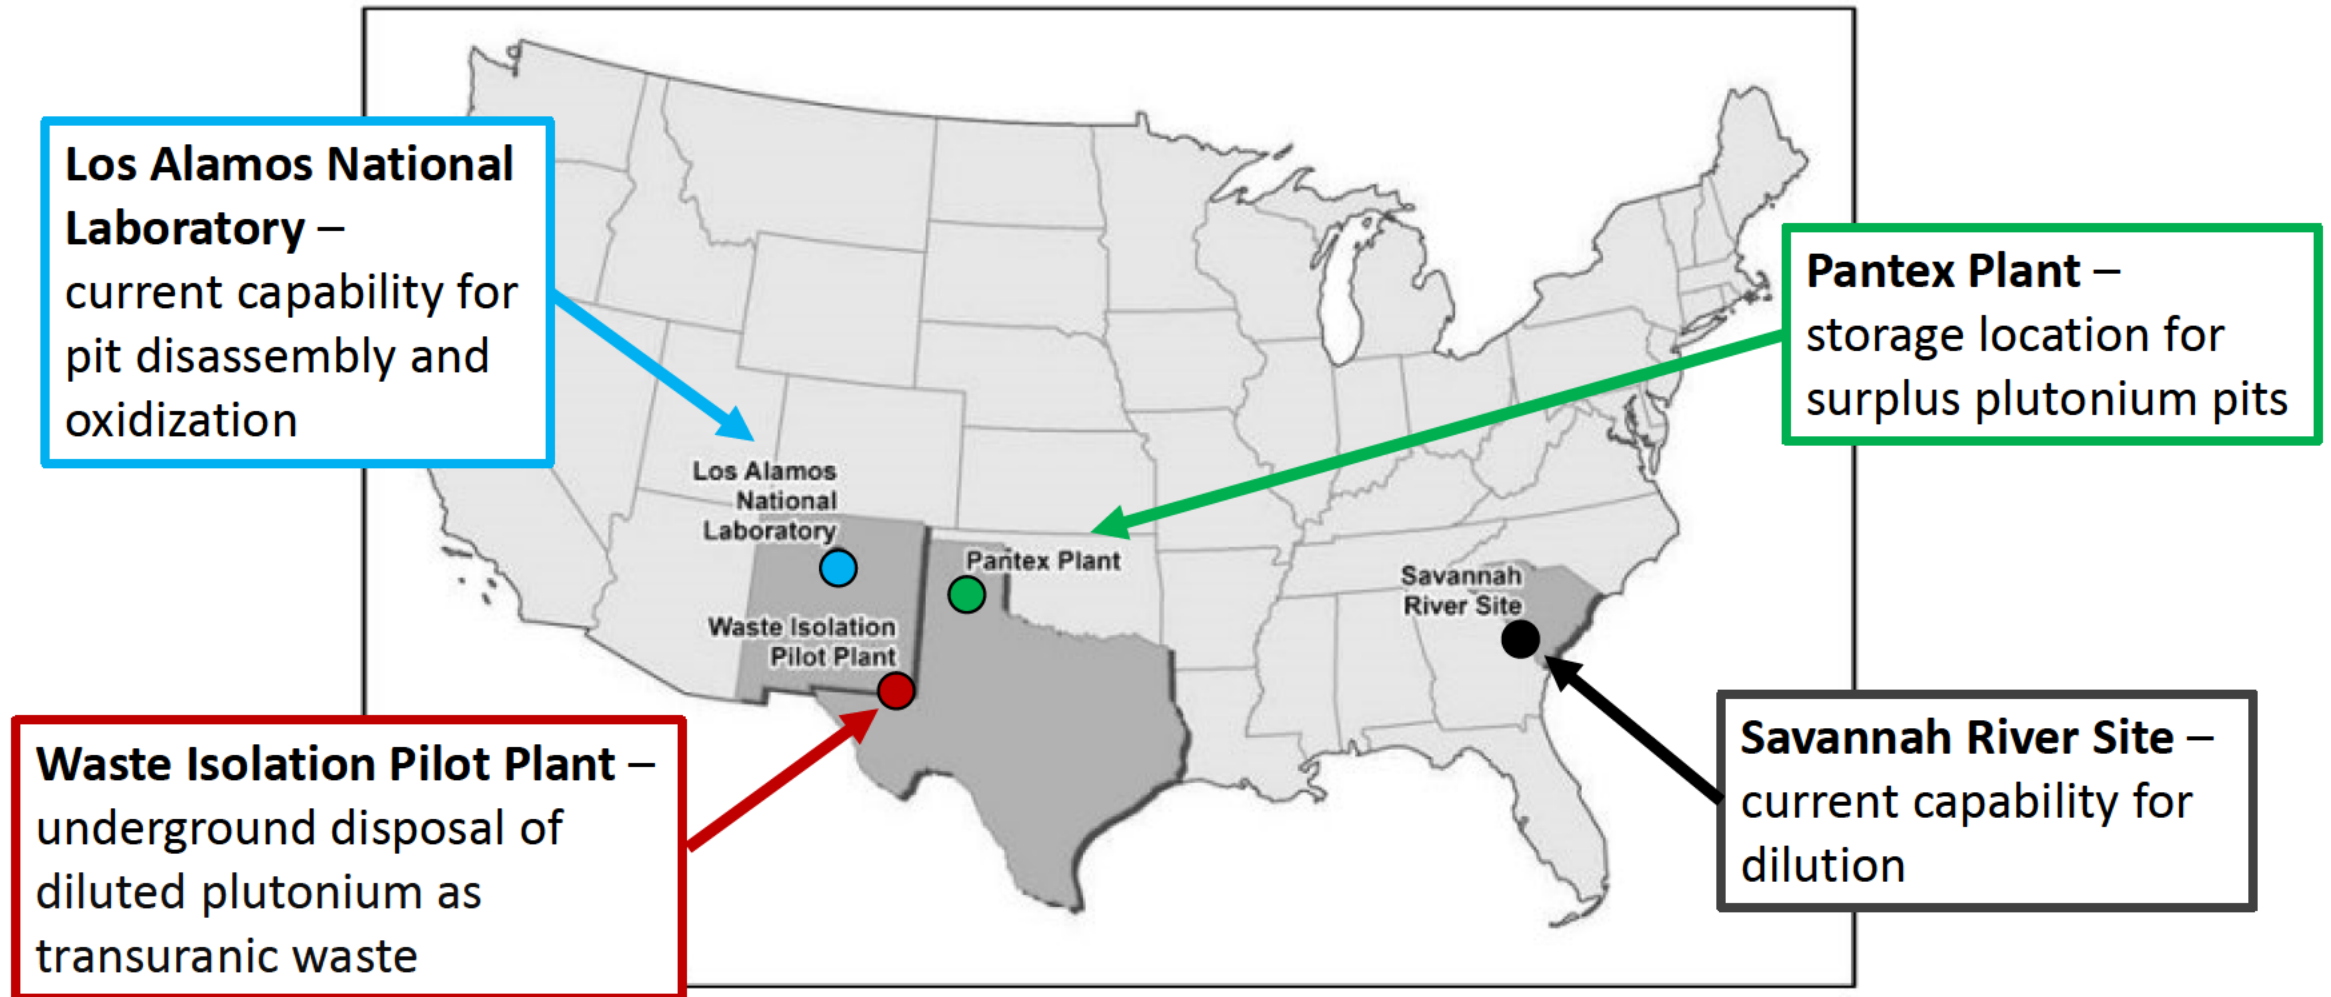 Los Alamos National
Laboratory –
current capability for
pit disassembly and
oxidization
Pantex Plant –
storage location for
surplus plutonium pits
Los Alamos
National
Laboratory
Pantex Plant
Savannah
River Site
Waste Isolation
Pilot Plant
Waste Isolation Pilot Plant –
underground disposal of
diluted plutonium as
transuranic waste
Savannah River Site –
current capability for
dilution